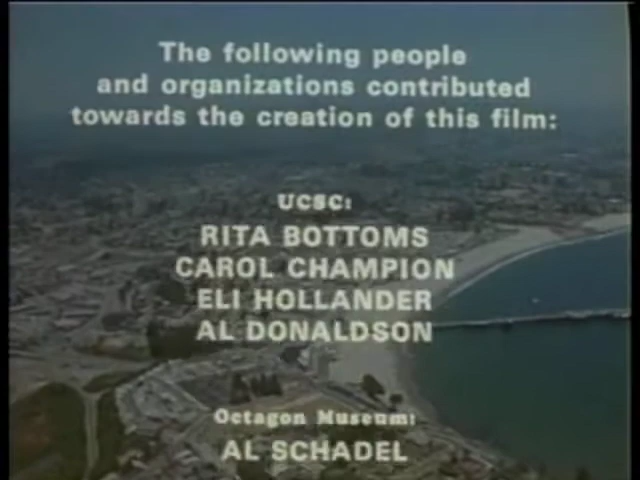 The following people
and organizations contributed
towards the creation of this film:
UCSC:
RITA BOTTOMS
CAROL CHAMPION
ELI HOLLANDER
AL DONALDSON
Octagon Museum:
AL SCHADEL